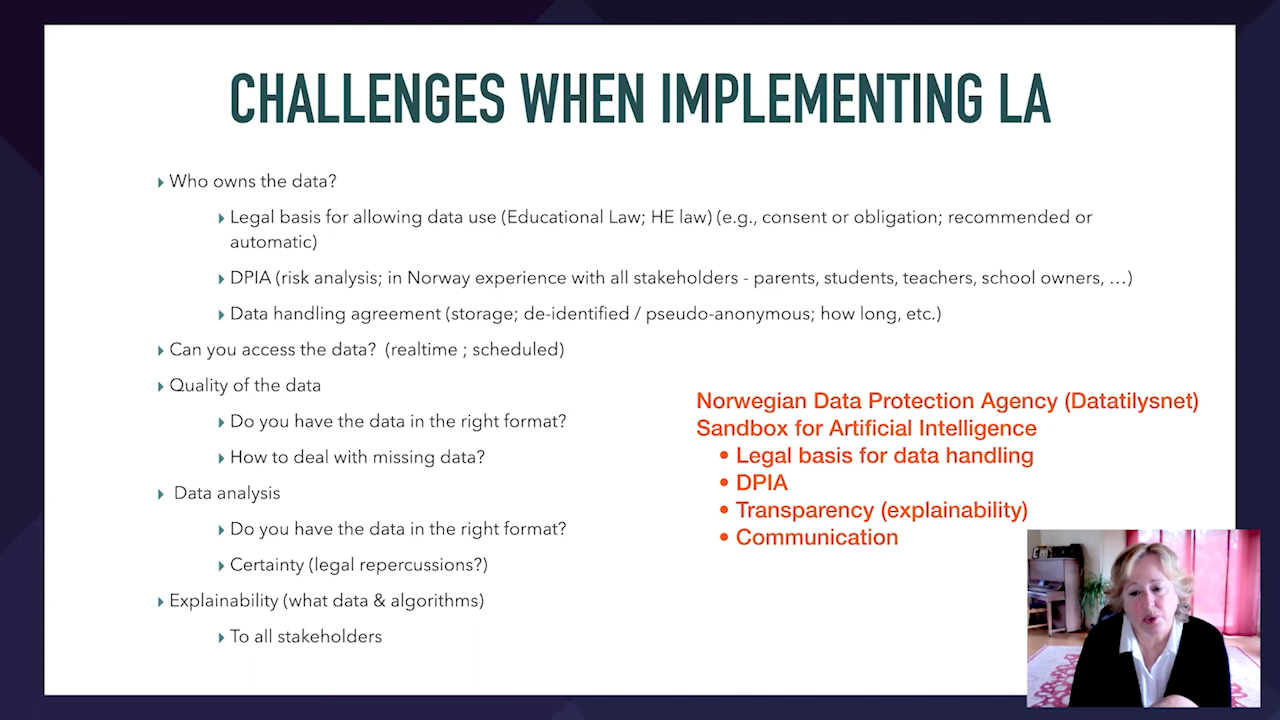 CHALLENGES WHEN IMPLEMENTING LA
Who owns the data?
Legal basis for allowing data use (Educational Law; HE law) (e.g., consent or obligation; recommended or
automatic)
DPIA (risk analysis; in Norway experience with all stakeholders - parents, students, teachers, school owners, …)
Data handling agreement (storage; de-identified / pseudo-anonymous; how long, etc.)
Can you access the data? (realtime ; scheduled)
Quality of the data
Do you have the data in the right format?
How to deal with missing data?
Data analysis
Do you have the data in the right format?
Certainty (legal repercussions?)
Explainability (what data & algorithms)
To all stakeholders
Norwegian Data Protection Agency (Datatilysnet)
Sandbox for Artificial Intelligence
• Legal basis for data handling
• DPIA
• Transparency (explainability)
• Communication